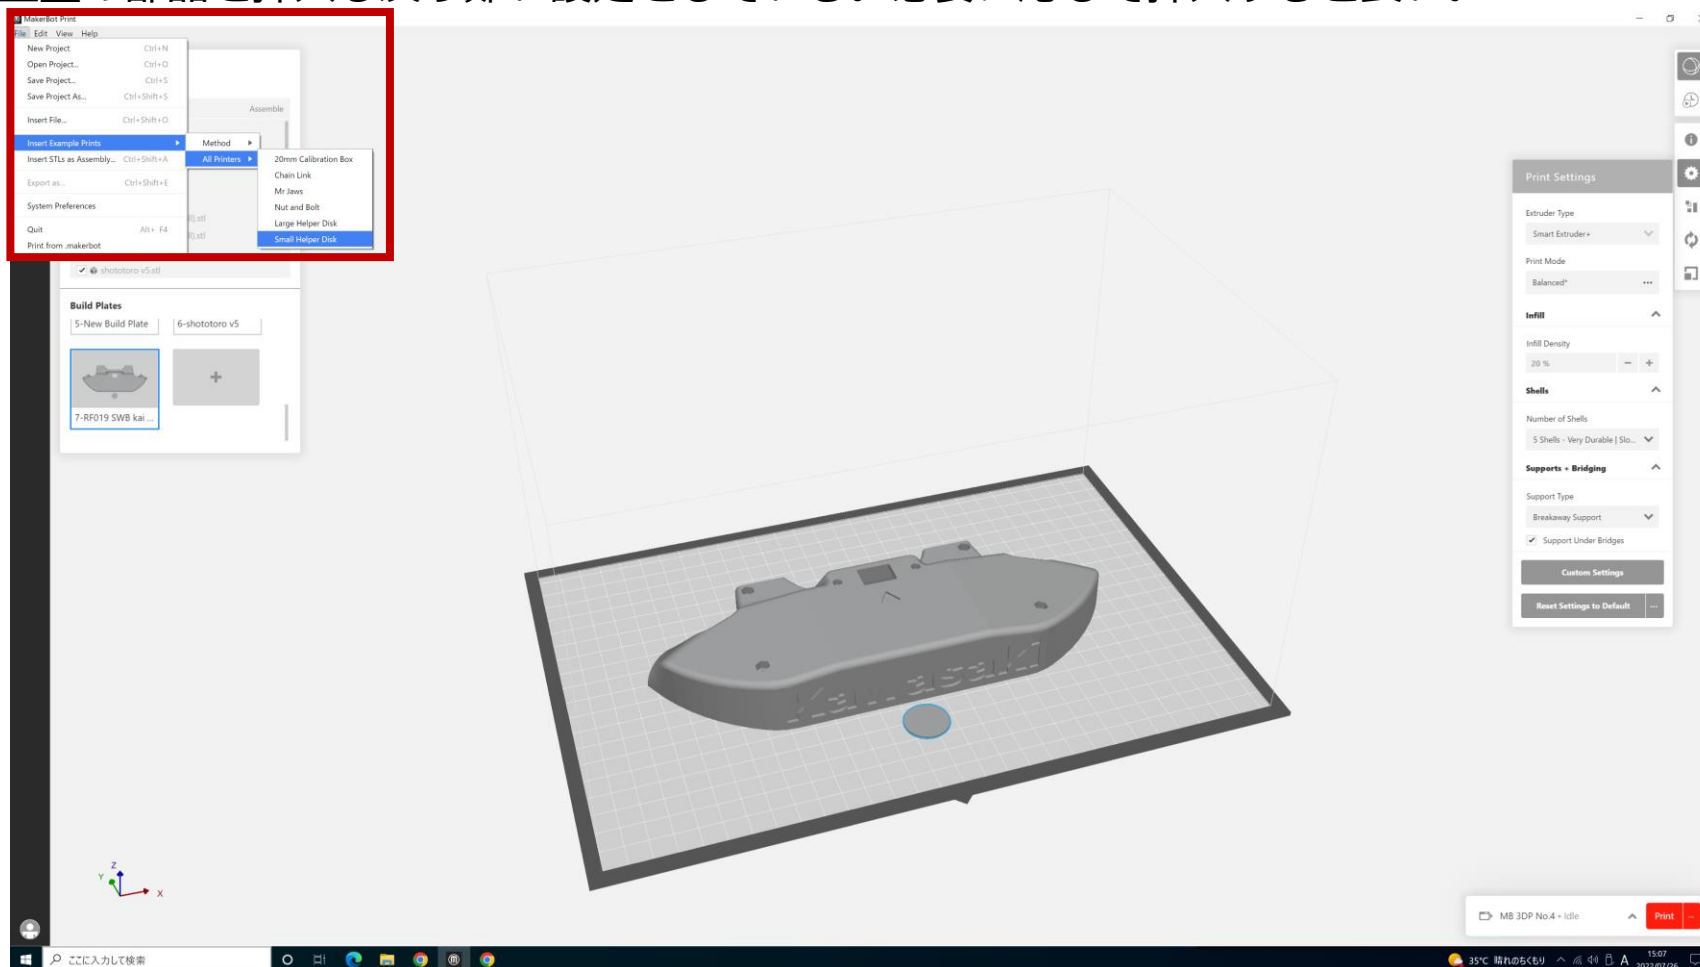 MakerBot Print
File Edit View Help
New Project Ctrl+N
Open Project... Ctrl+O
Save Project... Ctrl+S
Save Project As... Ctrl+Shift+S
Insert File... Ctrl+Shift+O
Insert Example Prints
Insert STLs as Assembly... Ctrl+Shift+A
Export as... Ctrl+Shift+E
System Preferences
Quit Alt+ F4
Print from .makerbot
Method
All Printers
20mm Calibration Box
Chain Link
Mr Jaws
Nut and Bolt
Large Helper Disk
Small Helper Disk
Assemble
shototoro v5.stl
Build Plates
5-New Build Plate
6-shototoro v5
+
7-RF019 SWB kai ...
Kawasaki
Z
Y
X
Print Settings
Extruder Type
Smart Extruder+
Print Mode
Balanced*
Infill
Infill Density
20 % − +
Shells
Number of Shells
5 Shells - Very Durable | Slo...
Supports + Bridging
Support Type
Breakaway Support
Support Under Bridges
Custom Settings
Reset Settings to Default ...
MB 3DP No.4 • Idle
Print
ここに入力して検索
35°C 晴れのちくもり
A
15:07
2022/07/26